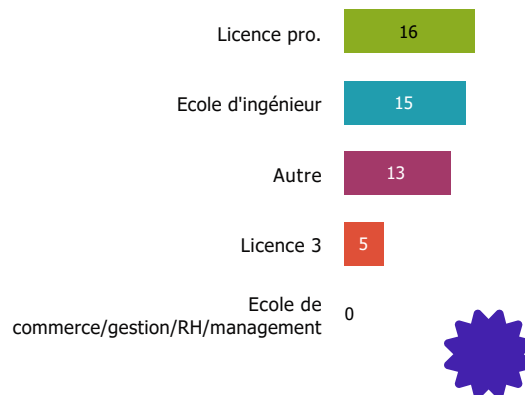 Licence pro. 16
Ecole d'ingénieur 15
Autre 13
Licence 3 5
Ecole de
commerce/gestion/RH/management 0